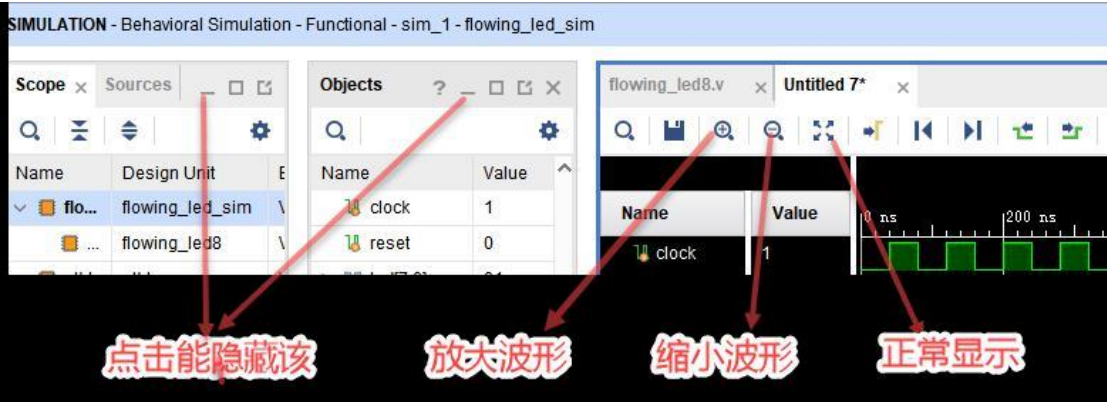 SIMULATION - Behavioral Simulation - Functional - sim_1 - flowing_led_sim
Scope Sources
Objects ?
flowing_led8.v Untitled 7*
Name Design Unit
Name Value
flo... flowing_led_sim
clock 1
... flowing_led8
reset 0
Name Value
0 ns 200 ns
clock 1
点击能隐藏该 放大波形 缩小波形 正常显示